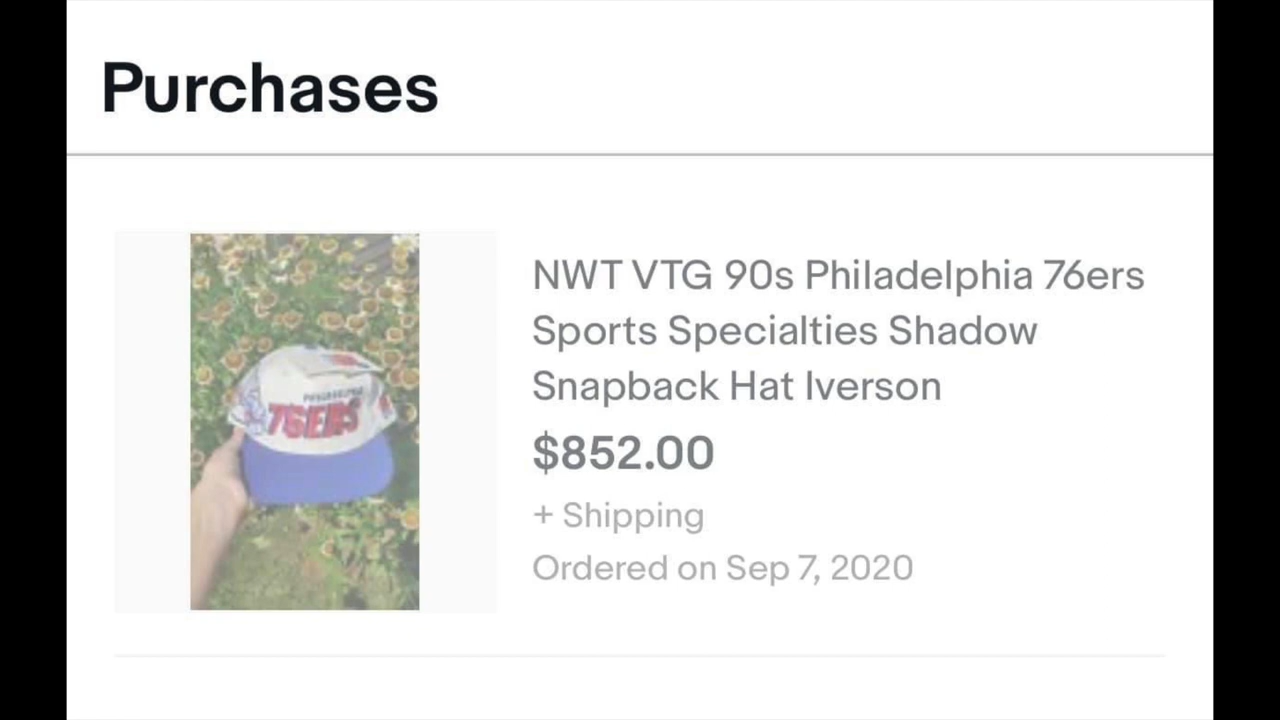 Purchases
NWT VTG 90s Philadelphia 76ers
Sports Specialties Shadow
Snapback Hat Iverson
$852.00
+ Shipping
Ordered on Sep 7, 2020
PHILADELPHIA
76ERS